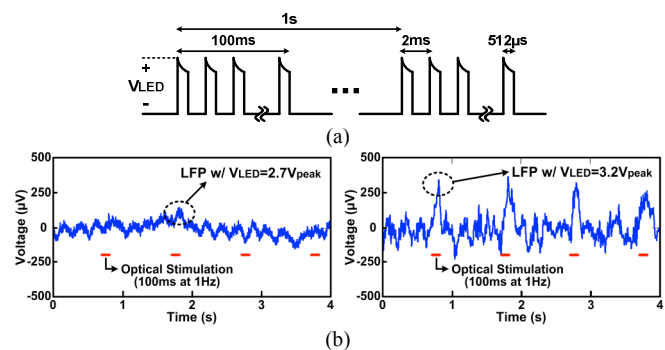 1s
100ms
2ms
512µs
+
VLED
-
(a)
(b)
500
250
0
-250
-500
Voltage (µV)
LFP w/ VLED=2.7Vpeak
Optical Stimulation
(100ms at 1Hz)
0 1 2 3 4
Time (s)
500
250
0
-250
-500
Voltage (µV)
LFP w/ VLED=3.2Vpeak
Optical Stimulation
(100ms at 1Hz)
0 1 2 3 4
Time (s)